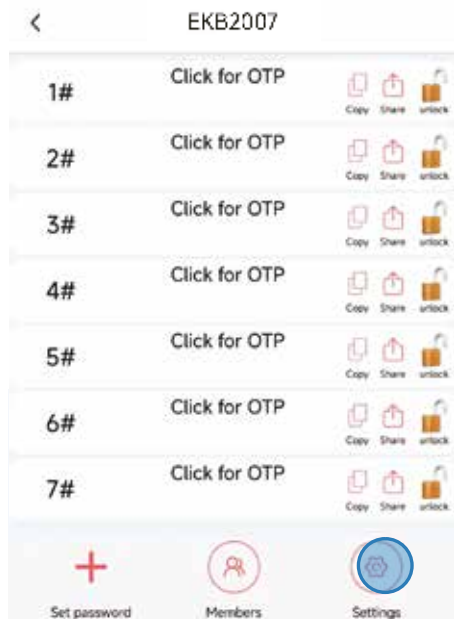 EKB2007
1# Click for OTP Copy Share unlock
2# Click for OTP Copy Share unlock
3# Click for OTP Copy Share unlock
4# Click for OTP Copy Share unlock
5# Click for OTP Copy Share unlock
6# Click for OTP Copy Share unlock
7# Click for OTP Copy Share unlock
Set password Members Settings